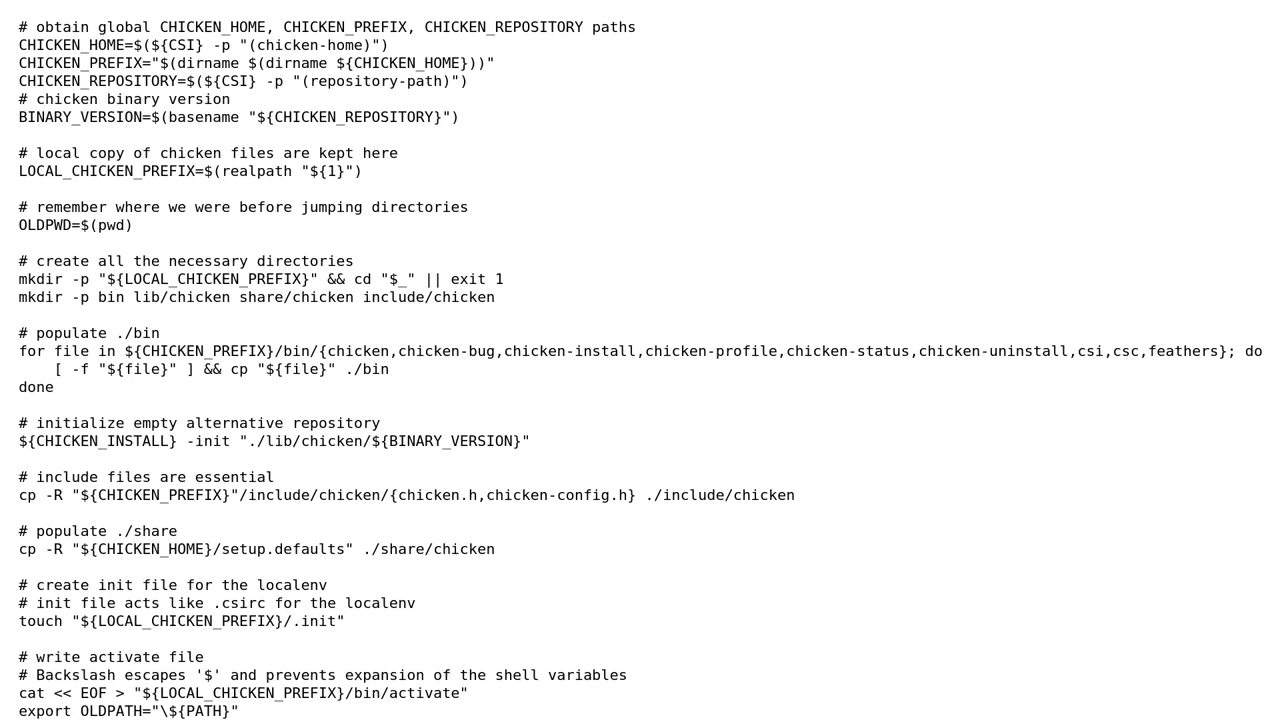 # obtain global CHICKEN_HOME, CHICKEN_PREFIX, CHICKEN_REPOSITORY paths
CHICKEN_HOME=$(${CSI} -p "(chicken-home)")
CHICKEN_PREFIX="$(dirname $(dirname ${CHICKEN_HOME}))"
CHICKEN_REPOSITORY=$(${CSI} -p "(repository-path)")
# chicken binary version
BINARY_VERSION=$(basename "${CHICKEN_REPOSITORY}")

# local copy of chicken files are kept here
LOCAL_CHICKEN_PREFIX=$(realpath "${1}")

# remember where we were before jumping directories
OLDPWD=$(pwd)

# create all the necessary directories
mkdir -p "${LOCAL_CHICKEN_PREFIX}" && cd "$_" || exit 1
mkdir -p bin lib/chicken share/chicken include/chicken

# populate ./bin
for file in ${CHICKEN_PREFIX}/bin/{chicken,chicken-bug,chicken-install,chicken-profile,chicken-status,chicken-uninstall,csi,csc,feathers}; do
    [ -f "${file}" ] && cp "${file}" ./bin
done

# initialize empty alternative repository
${CHICKEN_INSTALL} -init "./lib/chicken/${BINARY_VERSION}"

# include files are essential
cp -R "${CHICKEN_PREFIX}"/include/chicken/{chicken.h,chicken-config.h} ./include/chicken

# populate ./share
cp -R "${CHICKEN_HOME}/setup.defaults" ./share/chicken

# create init file for the localenv
# init file acts like .csirc for the localenv
touch "${LOCAL_CHICKEN_PREFIX}/.init"

# write activate file
# Backslash escapes '$' and prevents expansion of the shell variables
cat << EOF > "${LOCAL_CHICKEN_PREFIX}/bin/activate"
export OLDPATH="\${PATH}"